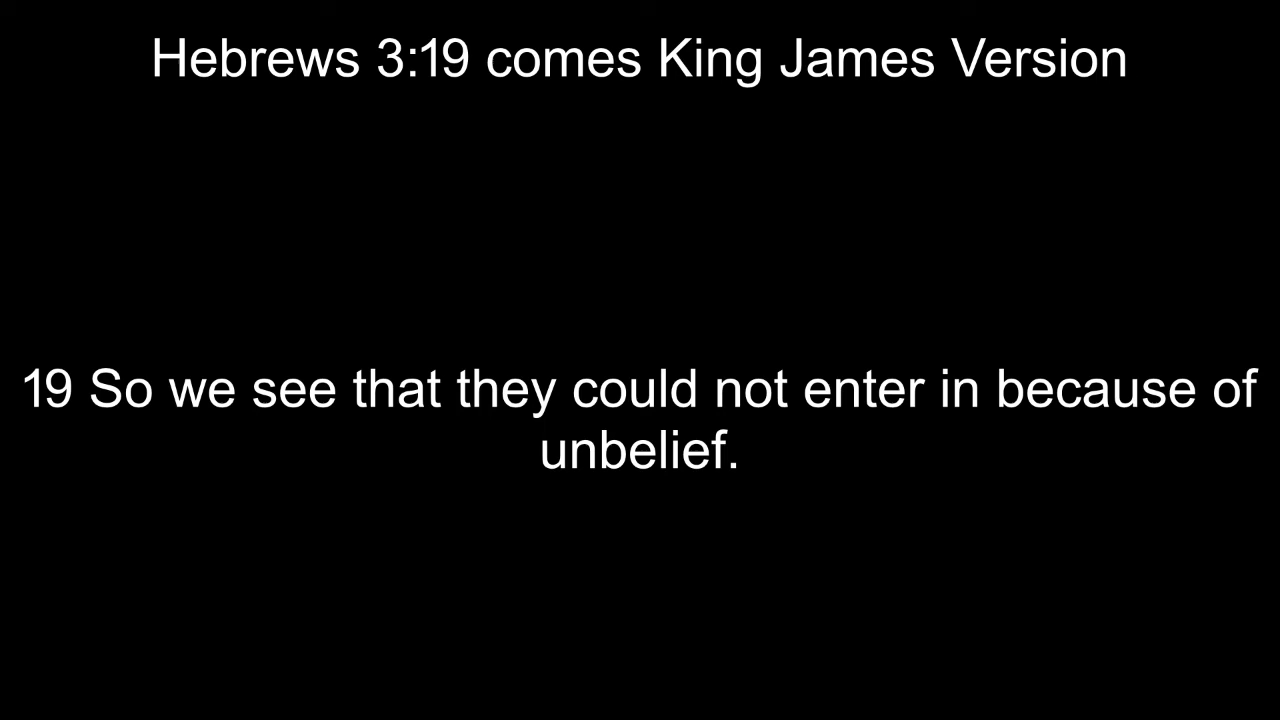 Hebrews 3:19 comes King James Version
19 So we see that they could not enter in because of
unbelief.